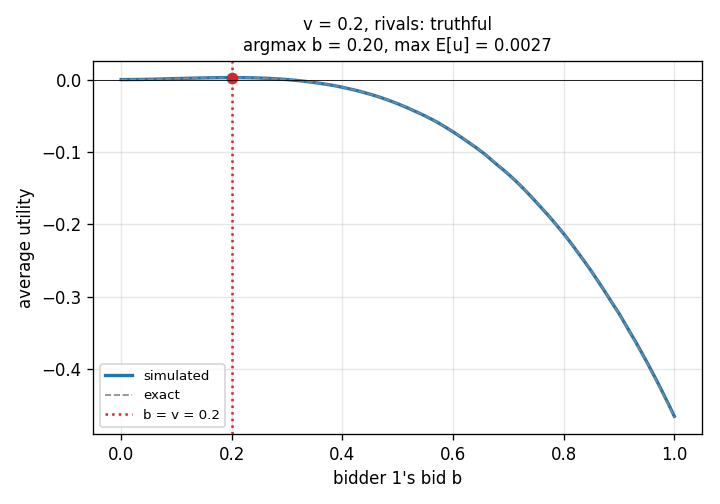 v = 0.2, rivals: truthful
argmax b = 0.20, max E[u] = 0.0027
average utility
0.0
−0.1
−0.2
−0.3
−0.4
simulated
exact
b = v = 0.2
0.0 0.2 0.4 0.6 0.8 1.0
bidder 1's bid b